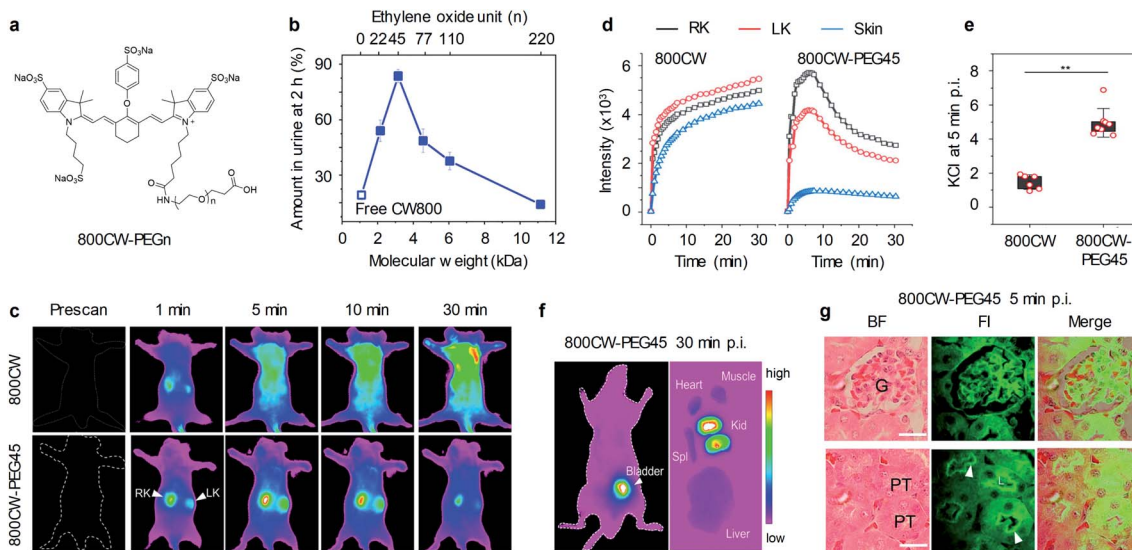 a
SO₃Na
NaO₃S
SO₃Na
O
N
N+
NaO₃S
O
HN
O
n
O
OH
800CW-PEGn
b
Ethylene oxide unit (n)
0 22 45 77 110 220
Amount in urine at 2 h (%)
90
60
30
Free CW800
0 2 4 6 8 10 12
Molecular weight (kDa)
c
Prescan 1 min 5 min 10 min 30 min
800CW
800CW-PEG45
RK
LK
d
RK LK Skin
800CW 800CW-PEG45
Intensity (x10³)
6
4
2
0
0 10 20 30 0 10 20 30
Time (min) Time (min)
e
**
KCI at 5 min p.i.
8
6
4
2
0
800CW 800CW-PEG45
f
800CW-PEG45 30 min p.i.
Heart
Muscle
Kid
Spl
Bladder
Liver
high
low
g
800CW-PEG45 5 min p.i.
BF FI Merge
G
PT
PT
L